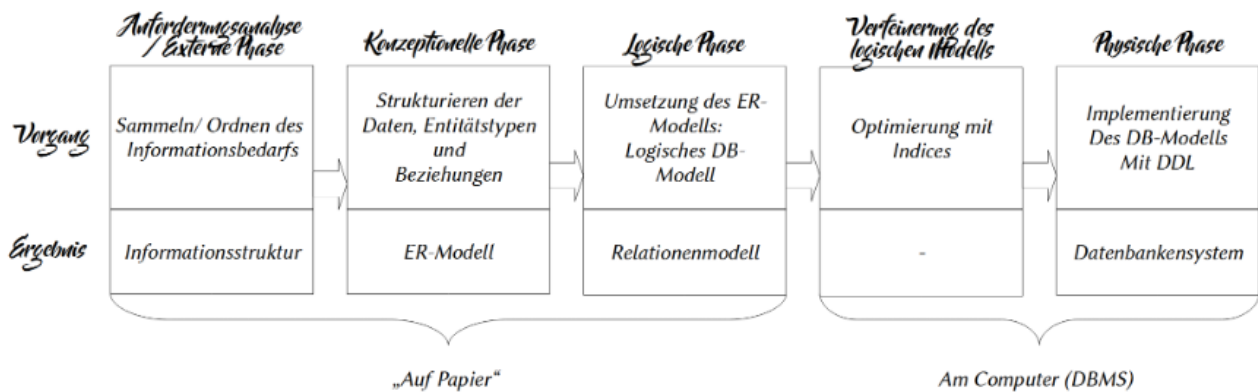 Anforderungsanalyse
/ Externe Phase
Konzeptionelle Phase
Logische Phase
Verfeinerung des
logischen Modells
Physische Phase
Vorgang
Sammeln/ Ordnen des
Informationsbedarfs
Strukturieren der
Daten, Entitätstypen
und
Beziehungen
Umsetzung des ER-
Modells:
Logisches DB-
Modell
Optimierung mit
Indices
Implementierung
Des DB-Modells
Mit DDL
Ergebnis
Informationsstruktur
ER-Modell
Relationenmodell
-
Datenbankensystem
„Auf Papier“
Am Computer (DBMS)